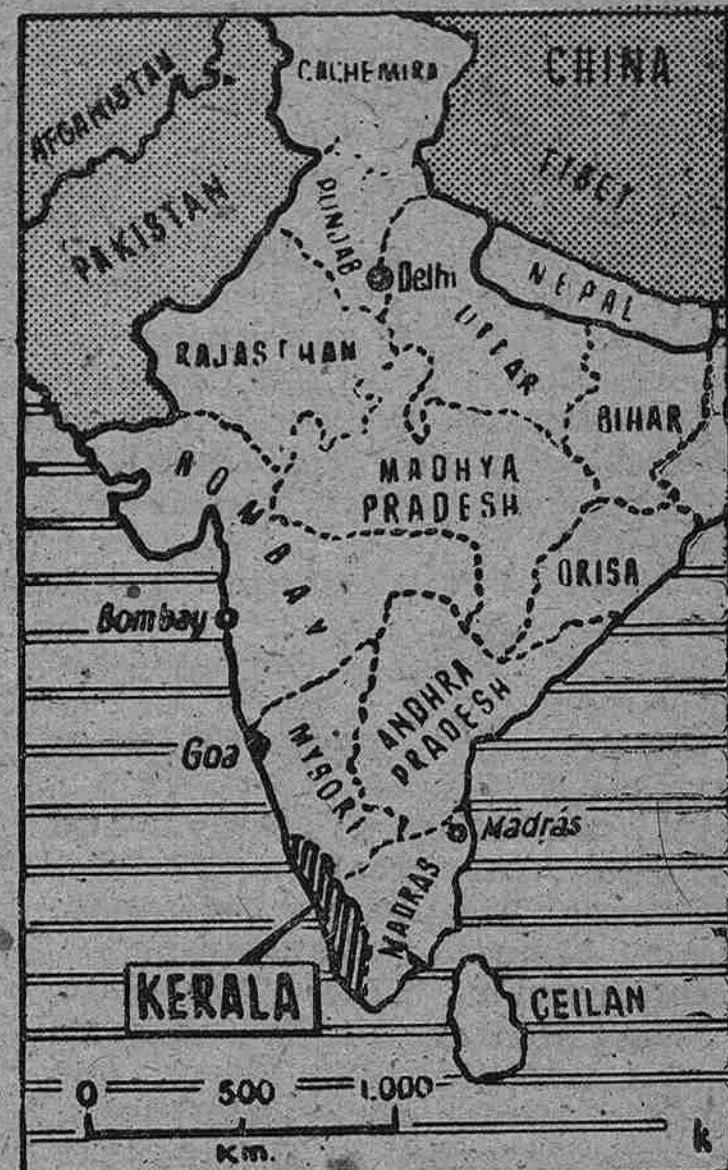 CACHEMIRA
CHINA
AFGANISTAN
TIBET
PAKISTAN
PUNJAB
Delhi
NEPAL
UTTAR
RAJASTHAN
BIHAR
BOMBAY
MADHYA
PRADESH
ORISA
Bombay
ANDHRA
PRADESH
Goa
MYSORI
Madrás
MADRAS
KERALA
CEILAN
0 500 1.000
Km.
k